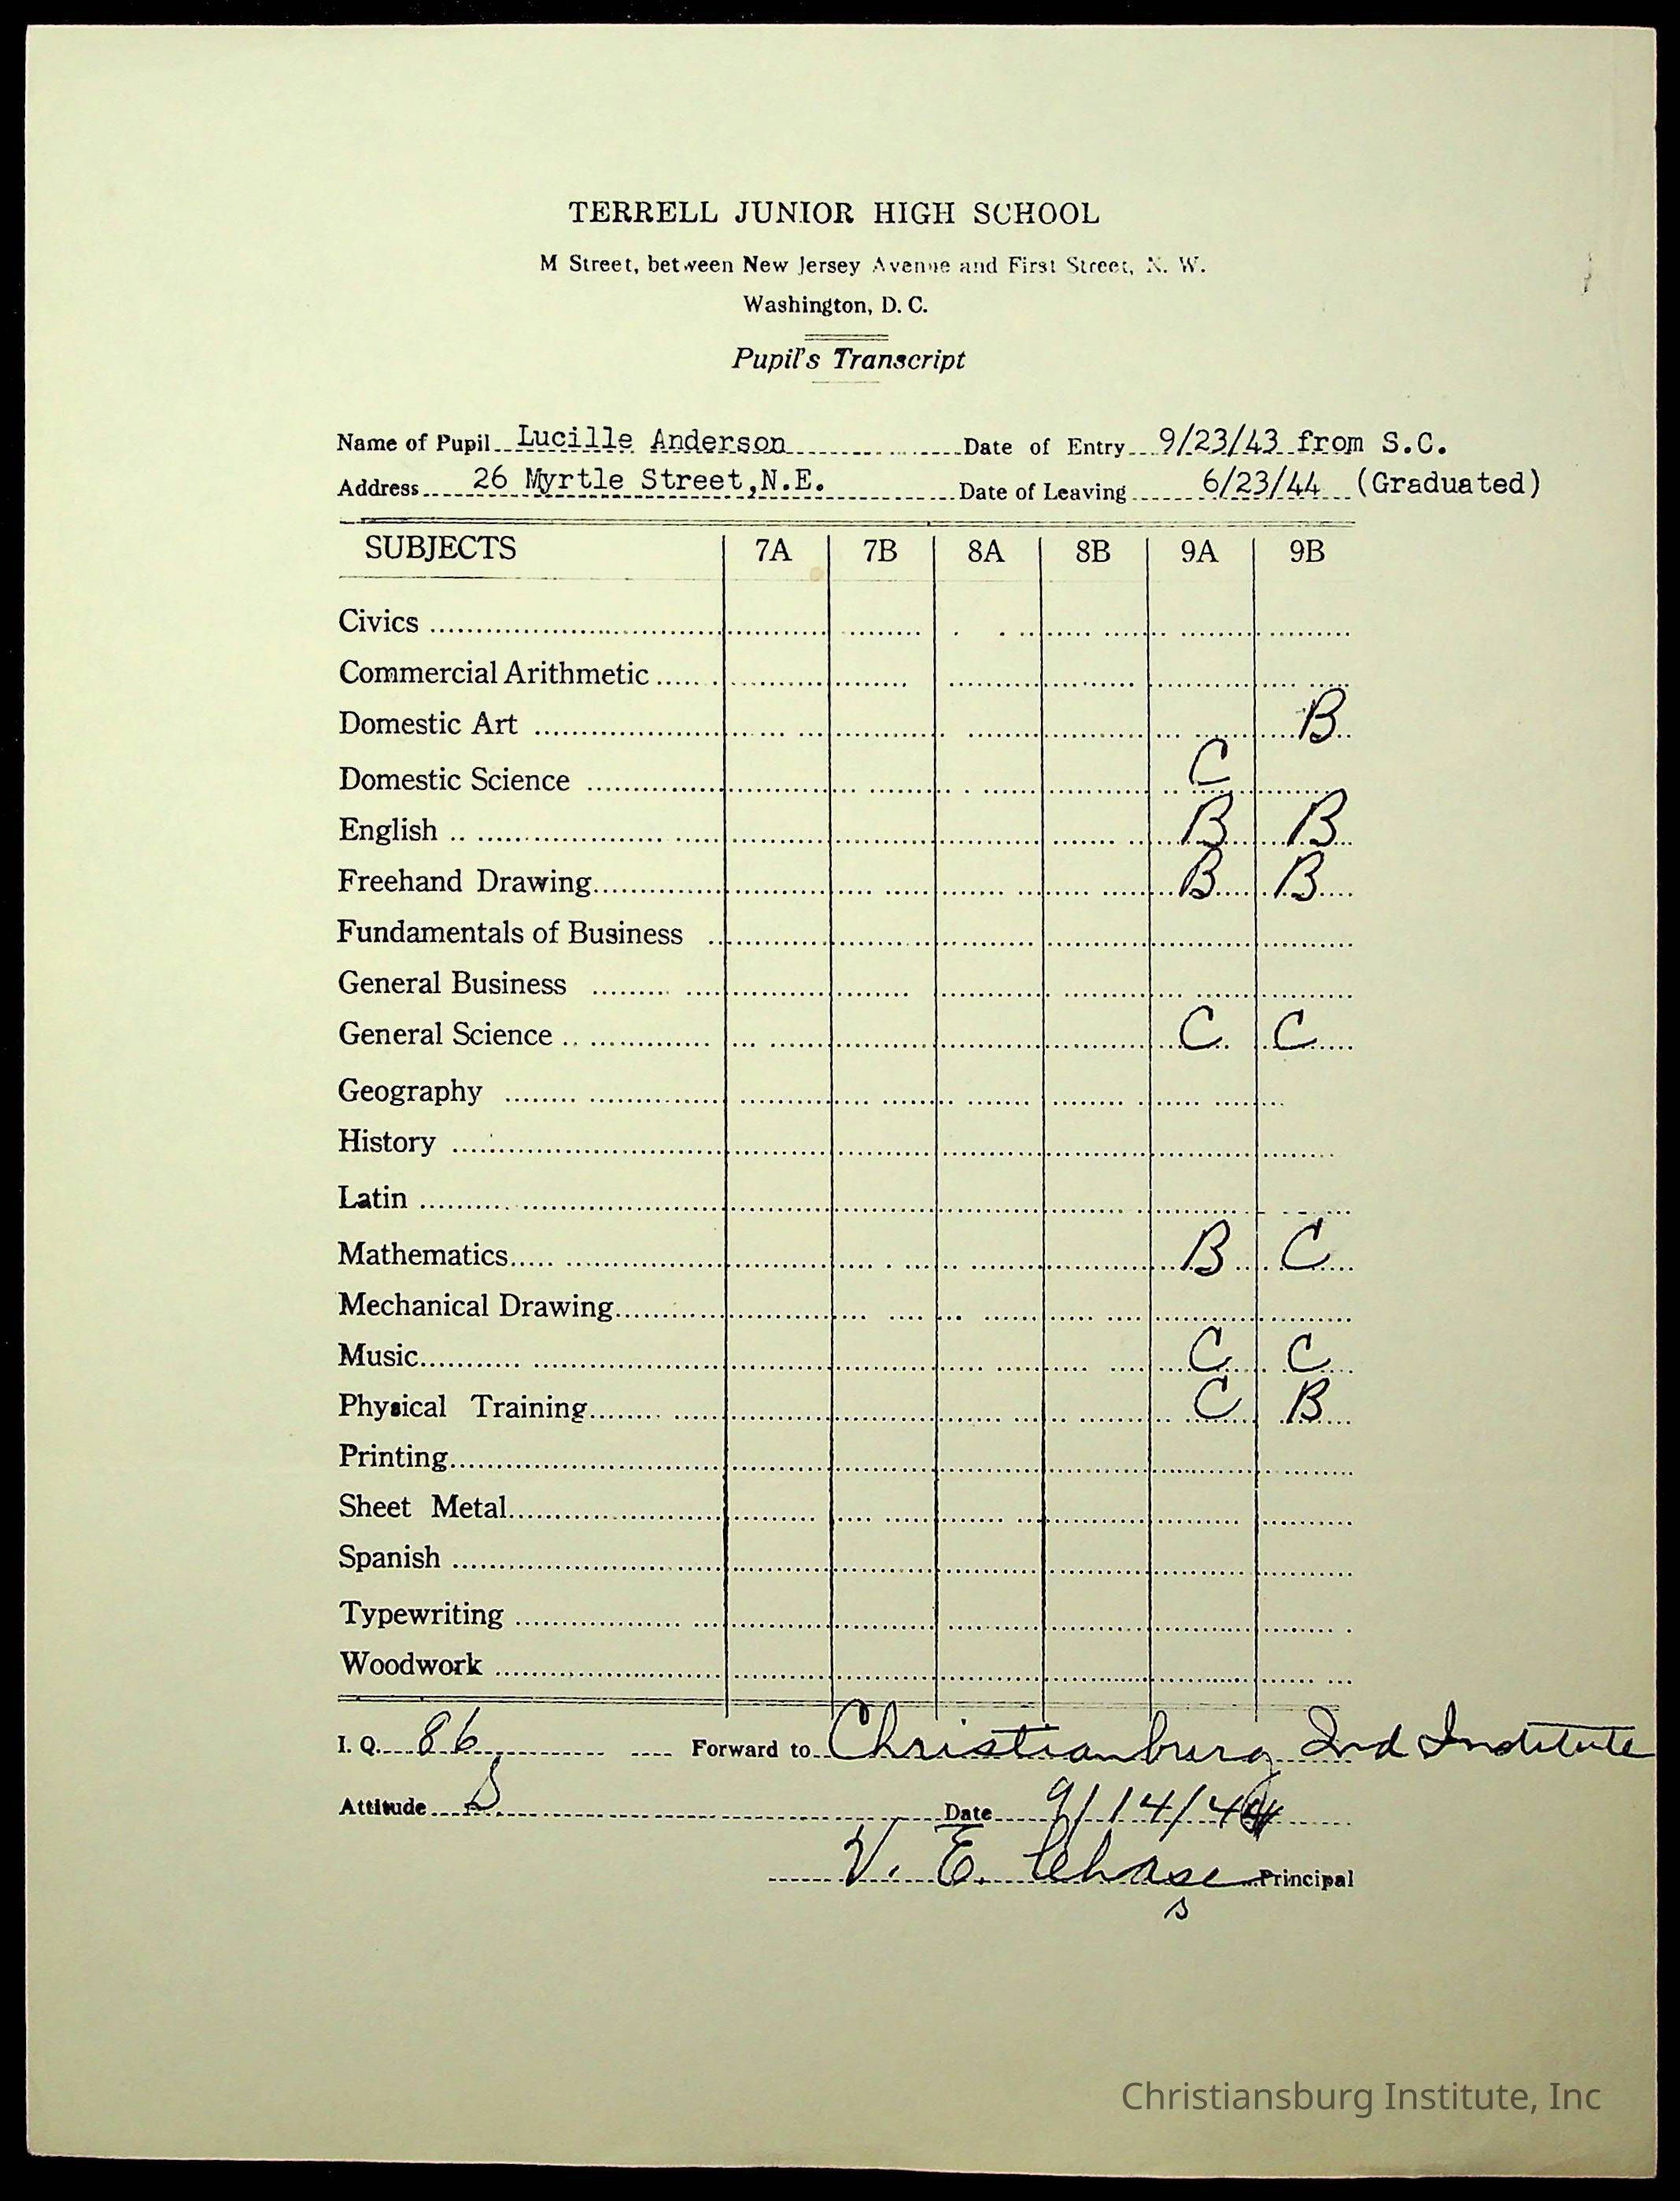 TERRELL JUNIOR HIGH SCHOOL
M Street, between New Jersey Avenue and First Street, N. W.
Washington, D. C.
Pupil's Transcript
Name of Pupil Lucille Anderson Date of Entry 9/23/43 from S.C.
Address 26 Myrtle Street, N.E. Date of Leaving 6/23/44 (Graduated)
SUBJECTS 7A 7B 8A 8B 9A 9B
Civics
Commercial Arithmetic
Domestic Art B
Domestic Science C
English B B
Freehand Drawing B B
Fundamentals of Business
General Business
General Science C C
Geography
History
Latin
Mathematics B C
Mechanical Drawing
Music C C
Physical Training C B
Printing
Sheet Metal
Spanish
Typewriting
Woodwork
I. Q. 86 Forward to Christianburg Ind Institute
Attitude Date 9/14/44
V. E. Chase Principal
s
Christiansburg Institute, Inc